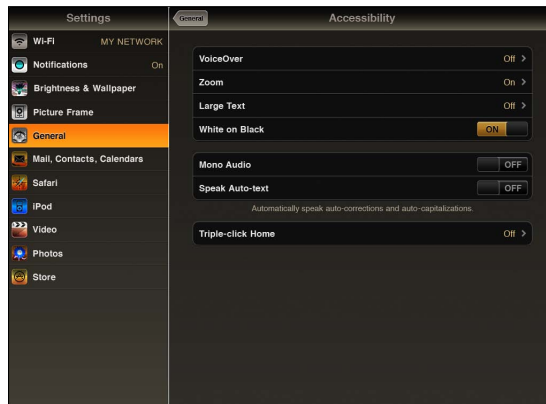 Settings
Wi-Fi MY NETWORK
Notifications On
Brightness & Wallpaper
Picture Frame
General
Mail, Contacts, Calendars
Safari
iPod
Video
Photos
Store
General
Accessibility
VoiceOver Off
Zoom On
Large Text Off
White on Black ON
Mono Audio OFF
Speak Auto-text OFF
Automatically speak auto-corrections and auto-capitalizations.
Triple-click Home Off